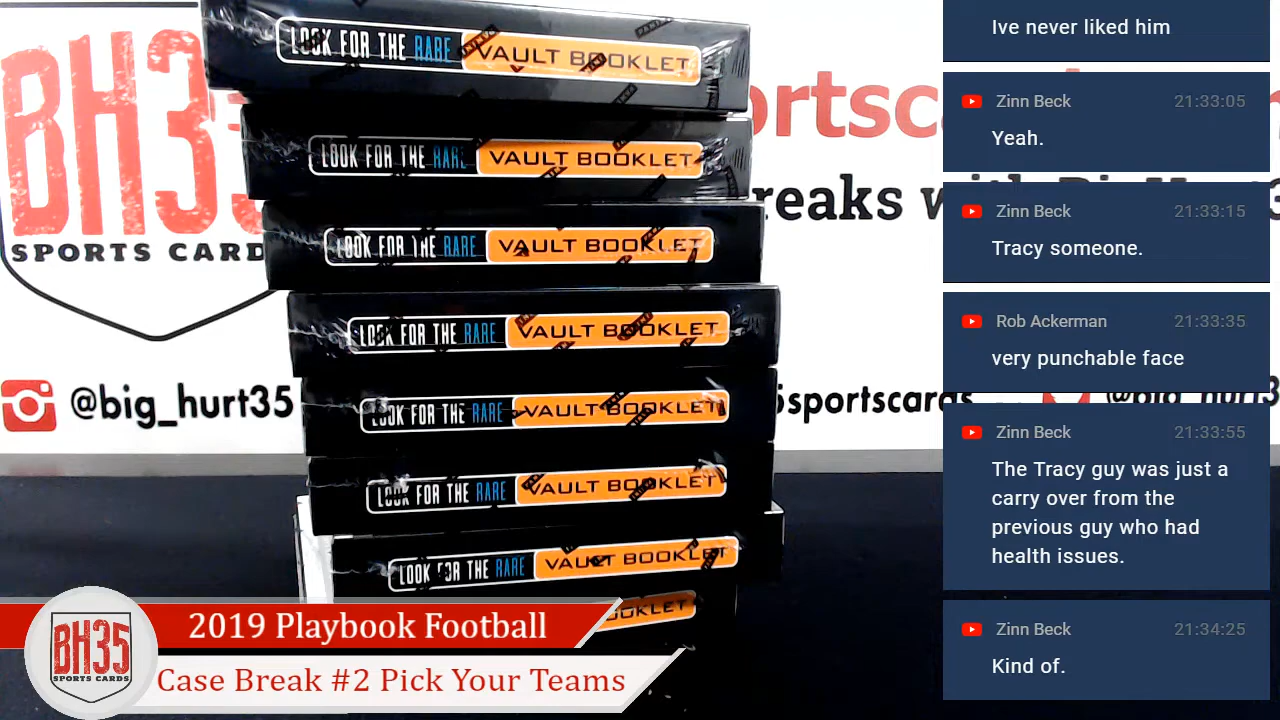 LOOK FOR THE RARE VAULT BOOKLET
LOOK FOR THE RARE VAULT BOOKLET
LOOK FOR THE RARE VAULT BOOKLET
LOOK FOR THE RARE VAULT BOOKLET
LOOK FOR THE RARE VAULT BOOKLET
LOOK FOR THE RARE VAULT BOOKLET
LOOK FOR THE RARE VAULT BOOKLET
BOOKLET
BH35
SPORTS CARD
@big_hurt35
2019 Playbook Football
Case Break #2 Pick Your Teams
BH35
SPORTS CARDS
Ive never liked him
Zinn Beck 21:33:05
Yeah.
Zinn Beck 21:33:15
Tracy someone.
Rob Ackerman 21:33:35
very punchable face
Zinn Beck 21:33:55
The Tracy guy was just a
carry over from the
previous guy who had
health issues.
Zinn Beck 21:34:25
Kind of.